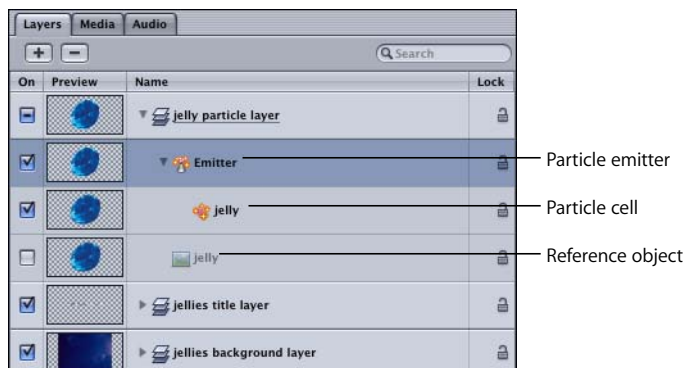 Layers Media Audio
+ − Search
On Preview Name Lock
jelly particle layer
Emitter Particle emitter
jelly Particle cell
jelly Reference object
jellies title layer
jellies background layer